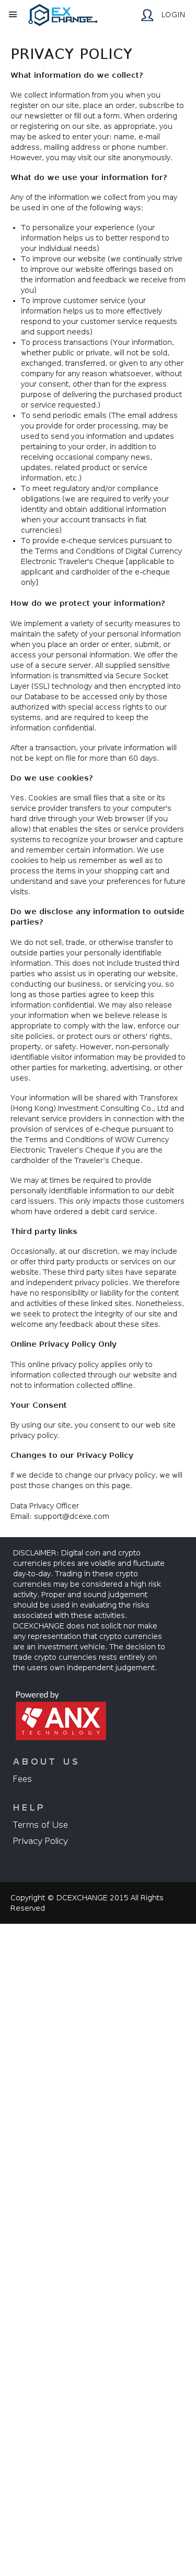 EX
CHANGE
LOGIN
PRIVACY POLICY
What information do we collect?
We collect information from you when you
register on our site, place an order, subscribe to
our newsletter or fill out a form. When ordering
or registering on our site, as appropriate, you
may be asked to enter your: name, e-mail
address, mailing address or phone number.
However, you may visit our site anonymously.
What do we use your information for?
Any of the information we collect from you may
be used in one of the following ways:
• To personalize your experience (your
information helps us to better respond to
your individual needs)
• To improve our website (we continually strive
to improve our website offerings based on
the information and feedback we receive from
you)
• To improve customer service (your
information helps us to more effectively
respond to your customer service requests
and support needs)
• To process transactions (Your information,
whether public or private, will not be sold,
exchanged, transferred, or given to any other
company for any reason whatsoever, without
your consent, other than for the express
purpose of delivering the purchased product
or service requested.)
• To send periodic emails (The email address
you provide for order processing, may be
used to send you information and updates
pertaining to your order, in addition to
receiving occasional company news,
updates, related product or service
information, etc.)
• To meet regulatory and/or compliance
obligations (we are required to verify your
identity and obtain additional information
when your account transacts in fiat
currencies)
• To provide e-cheque services pursuant to
the Terms and Conditions of Digital Currency
Electronic Traveler's Cheque [applicable to
applicant and cardholder of the e-cheque
only]
How do we protect your information?
We implement a variety of security measures to
maintain the safety of your personal information
when you place an order or enter, submit, or
access your personal information. We offer the
use of a secure server. All supplied sensitive
information is transmitted via Secure Socket
Layer (SSL) technology and then encrypted into
our Database to be accessed only by those
authorized with special access rights to our
systems, and are required to keep the
information confidential.
After a transaction, your private information will
not be kept on file for more than 60 days.
Do we use cookies?
Yes. Cookies are small files that a site or its
service provider transfers to your computer's
hard drive through your Web browser (if you
allow) that enables the sites or service providers
systems to recognize your browser and capture
and remember certain information. We use
cookies to help us remember as well as to
process the items in your shopping cart and
understand and save your preferences for future
visits.
Do we disclose any information to outside
parties?
We do not sell, trade, or otherwise transfer to
outside parties your personally identifiable
information. This does not include trusted third
parties who assist us in operating our website,
conducting our business, or servicing you, so
long as those parties agree to keep this
information confidential. We may also release
your information when we believe release is
appropriate to comply with the law, enforce our
site policies, or protect ours or others' rights,
property, or safety. However, non-personally
identifiable visitor information may be provided to
other parties for marketing, advertising, or other
uses.
Your information will be shared with Transforex
(Hong Kong) Investment Consulting Co., Ltd and
relevant service providers in connection with the
provision of services of e-cheque pursuant to
the Terms and Conditions of WOW Currency
Electronic Traveler's Cheque if you are the
cardholder of the Traveler's Cheque.
We may at times be required to provide
personally identifiable information to our debit
card issuers. This only impacts those customers
whom have ordered a debit card service.
Third party links
Occasionally, at our discretion, we may include
or offer third party products or services on our
website. These third party sites have separate
and independent privacy policies. We therefore
have no responsibility or liability for the content
and activities of these linked sites. Nonetheless,
we seek to protect the integrity of our site and
welcome any feedback about these sites.
Online Privacy Policy Only
This online privacy policy applies only to
information collected through our website and
not to information collected offline.
Your Consent
By using our site, you consent to our web site
privacy policy.
Changes to our Privacy Policy
If we decide to change our privacy policy, we will
post those changes on this page.
Data Privacy Officer
Email: support@dcexe.com
DISCLAIMER: Digital coin and crypto
currencies prices are volatile and fluctuate
day-to-day. Trading in these crypto
currencies may be considered a high risk
activity. Proper and sound judgement
should be used in evaluating the risks
associated with these activities.
DCEXCHANGE does not solicit nor make
any representation that crypto currencies
are an investment vehicle. The decision to
trade crypto currencies rests entirely on
the users own independent judgement.
Powered by
ANX
TECHNOLOGY
ABOUT US
Fees
HELP
Terms of Use
Privacy Policy
Copyright © DCEXCHANGE 2015 All Rights
Reserved